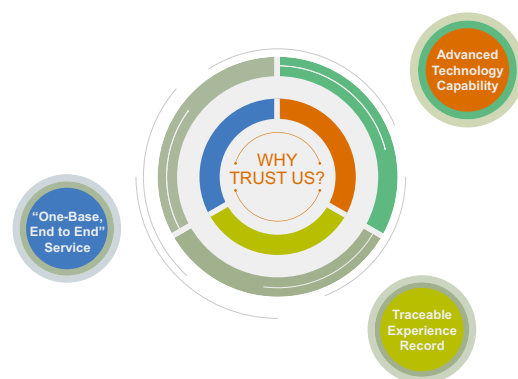 Advanced
Technology
Capability
WHY
TRUST US?
“One-Base,
End to End”
Service
Traceable
Experience
Record